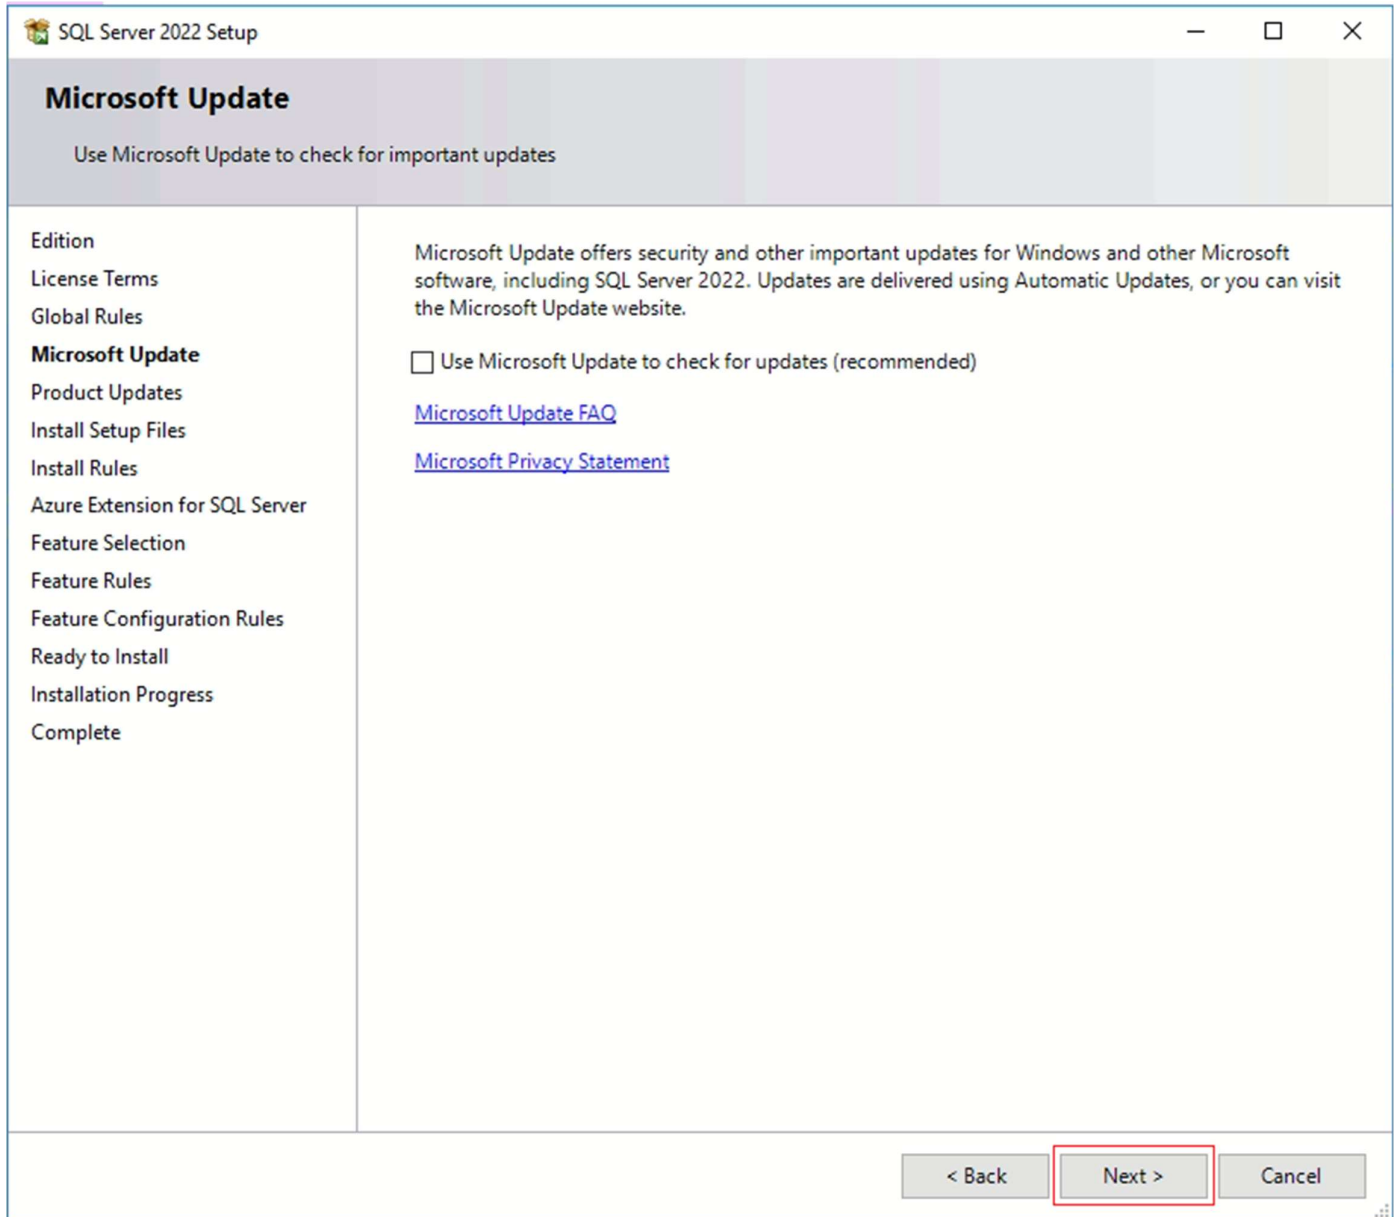 SQL Server 2022 Setup
Microsoft Update
Use Microsoft Update to check for important updates
Edition
License Terms
Global Rules
Microsoft Update
Product Updates
Install Setup Files
Install Rules
Azure Extension for SQL Server
Feature Selection
Feature Rules
Feature Configuration Rules
Ready to Install
Installation Progress
Complete
Microsoft Update offers security and other important updates for Windows and other Microsoft
software, including SQL Server 2022. Updates are delivered using Automatic Updates, or you can visit
the Microsoft Update website.
Use Microsoft Update to check for updates (recommended)
Microsoft Update FAQ
Microsoft Privacy Statement
< Back
Next >
Cancel